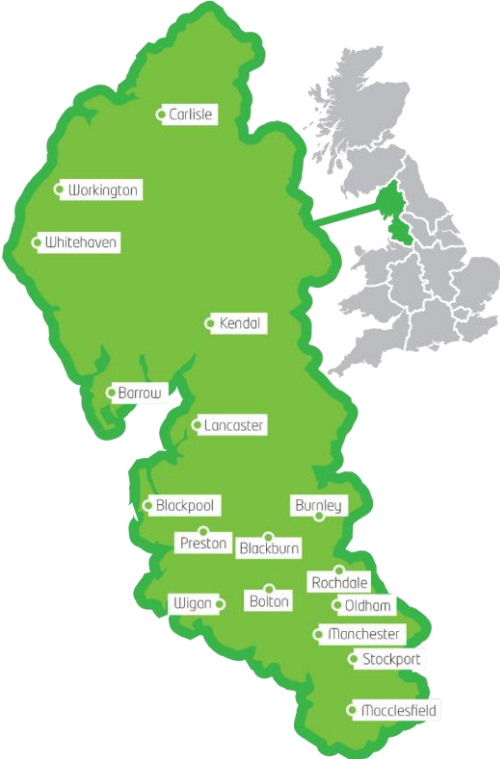 Carlisle
Workington
Whitehaven
Kendal
Barrow
Lancaster
Blackpool
Burnley
Preston
Blackburn
Rochdale
Wigan
Bolton
Oldham
Manchester
Stockport
Macclesfield